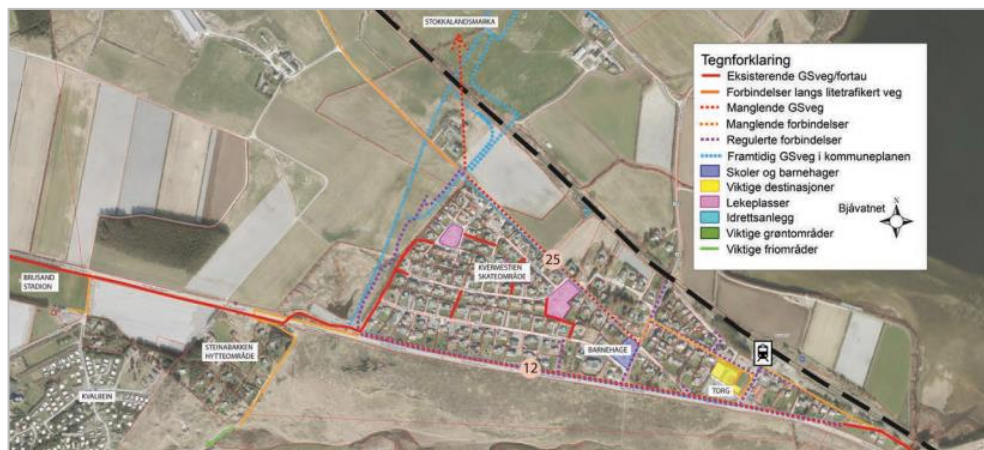 STOKKALANDSMARKA
Tegnforklaring
Eksisterende GSveg/fortau
Forbindelser langs litetrafikert veg
Manglende GSveg
Manglende forbindelser
Regulerte forbindelser
Framtidig GSveg i kommuneplanen
Skoler og barnehager
Viktige destinasjoner
Lekeplasser
Idrettsanlegg
Viktige grøntområder
Viktige friområder
N
Bjåvatnet
25
KVERMESTIEN
SKATEOMRÅDE
BRUSAND
STADION
STEINABAKKEN
HYTTEOMRÅDE
BARNEHAGE
12
TORG
KVALBEIN